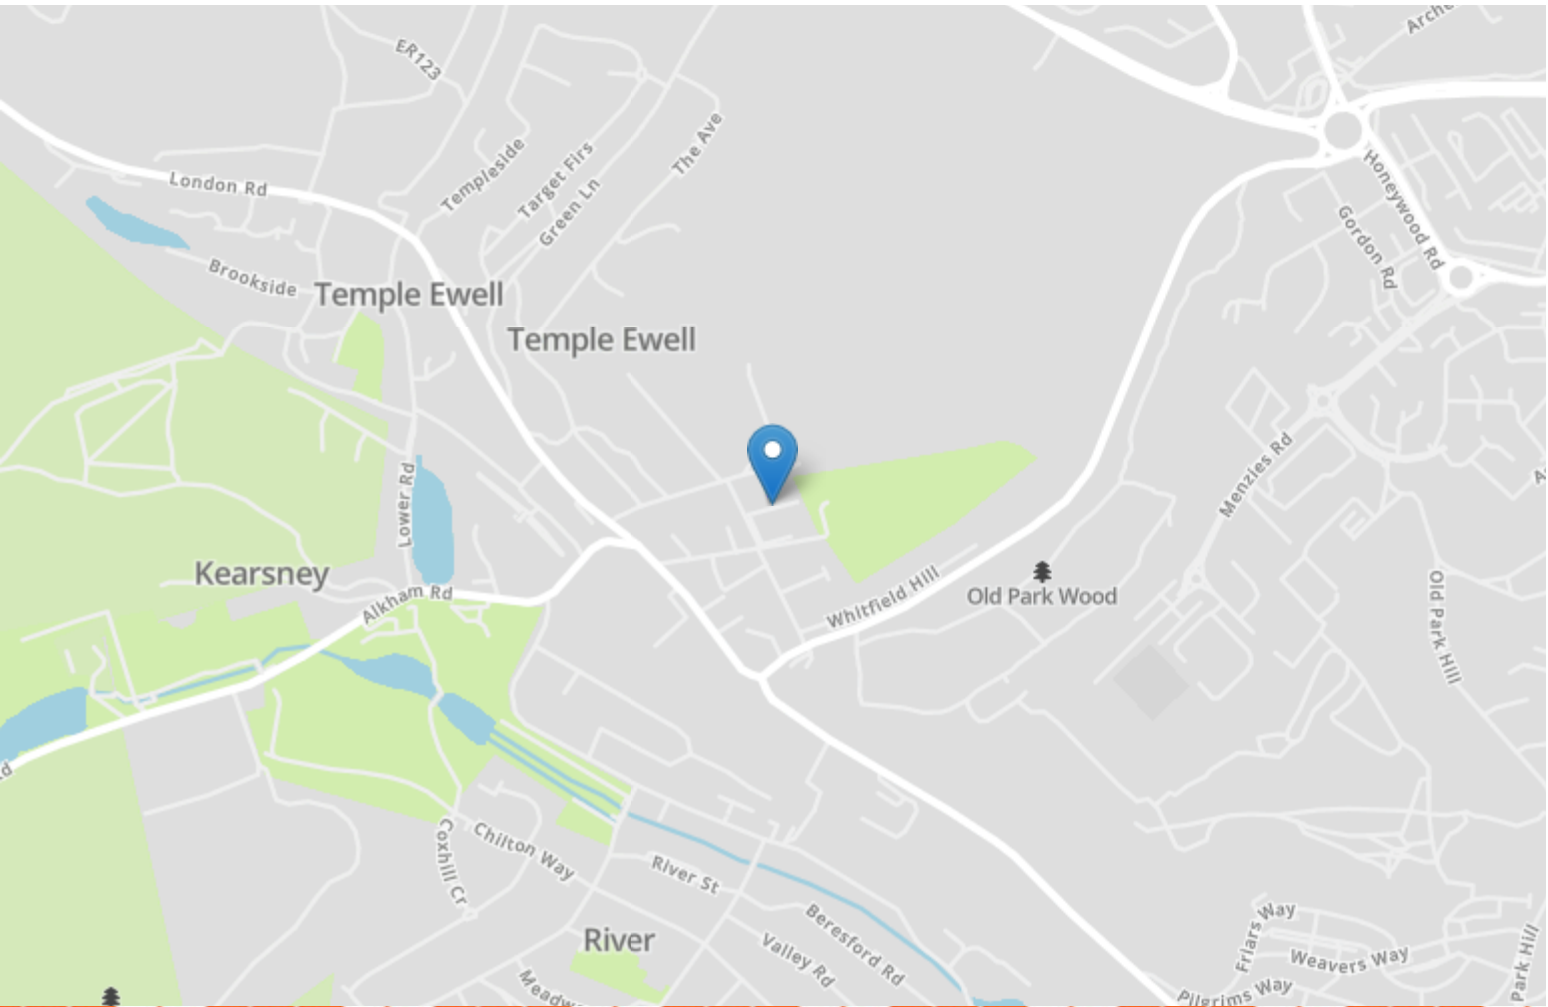 Arche
ER123
The Ave
Templeside
Target Firs
Green Ln
London Rd
Honeywood Rd
Gordon Rd
Brookside
Temple Ewell
Temple Ewell
Menzies Rd
Lower Rd
Kearsney
Alkham Rd
Whitfield Hill
Old Park Wood
Old Park Hill
Coxhill Cr
Chilton Way
River St
Beresford Rd
River
Valley Rd
Friars Way
Weavers Way
Park Hill
Meadw
Pilgrims Way